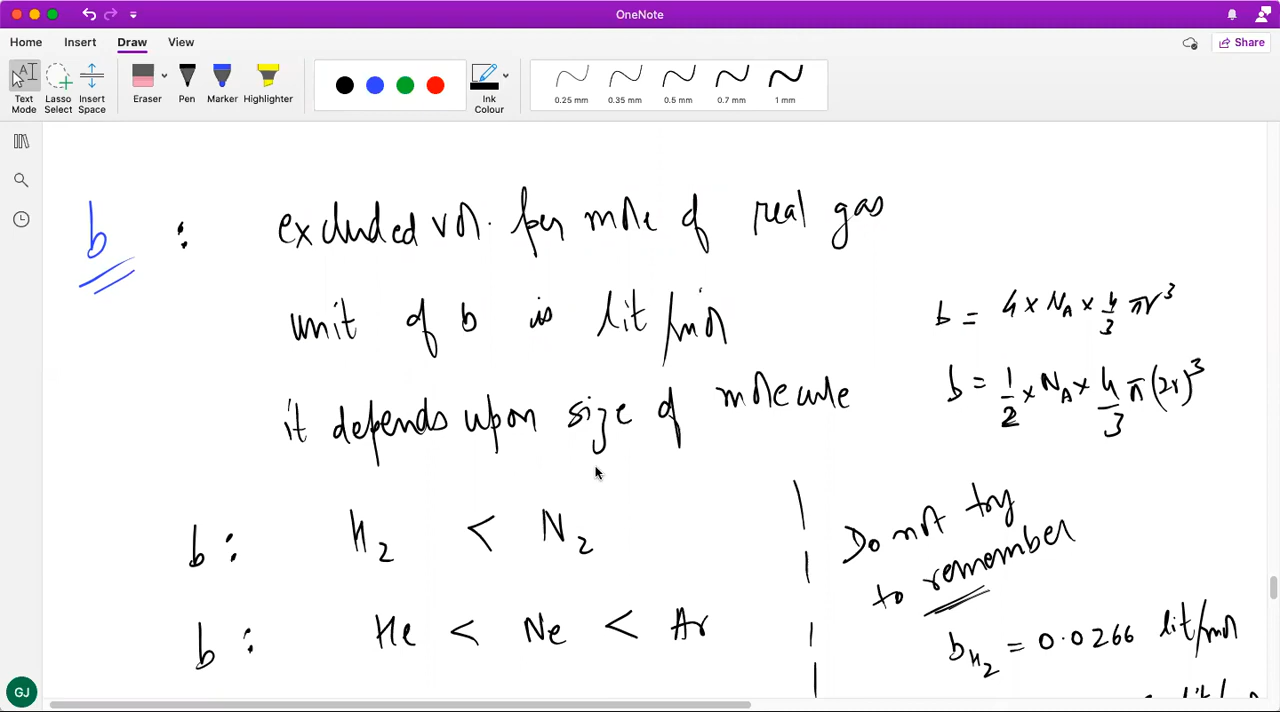 OneNote
Home Insert Draw View
Share
Text Mode
Lasso Select
Insert Space
Eraser
Pen
Marker
Highlighter
Ink Colour
0.25 mm
0.35 mm
0.5 mm
0.7 mm
1 mm
b : excluded vol. per mole of real gas
unit of b is lit/mol
b = 4 × N_A × 4/3 πr³
it depends upon size of molecule
b = 1/2 × N_A × 4/3 π(2r)³
b : H₂ < N₂
b : He < Ne < Ar
Do not try
to remember
b_H₂ = 0.0266 lit/mol
GJ